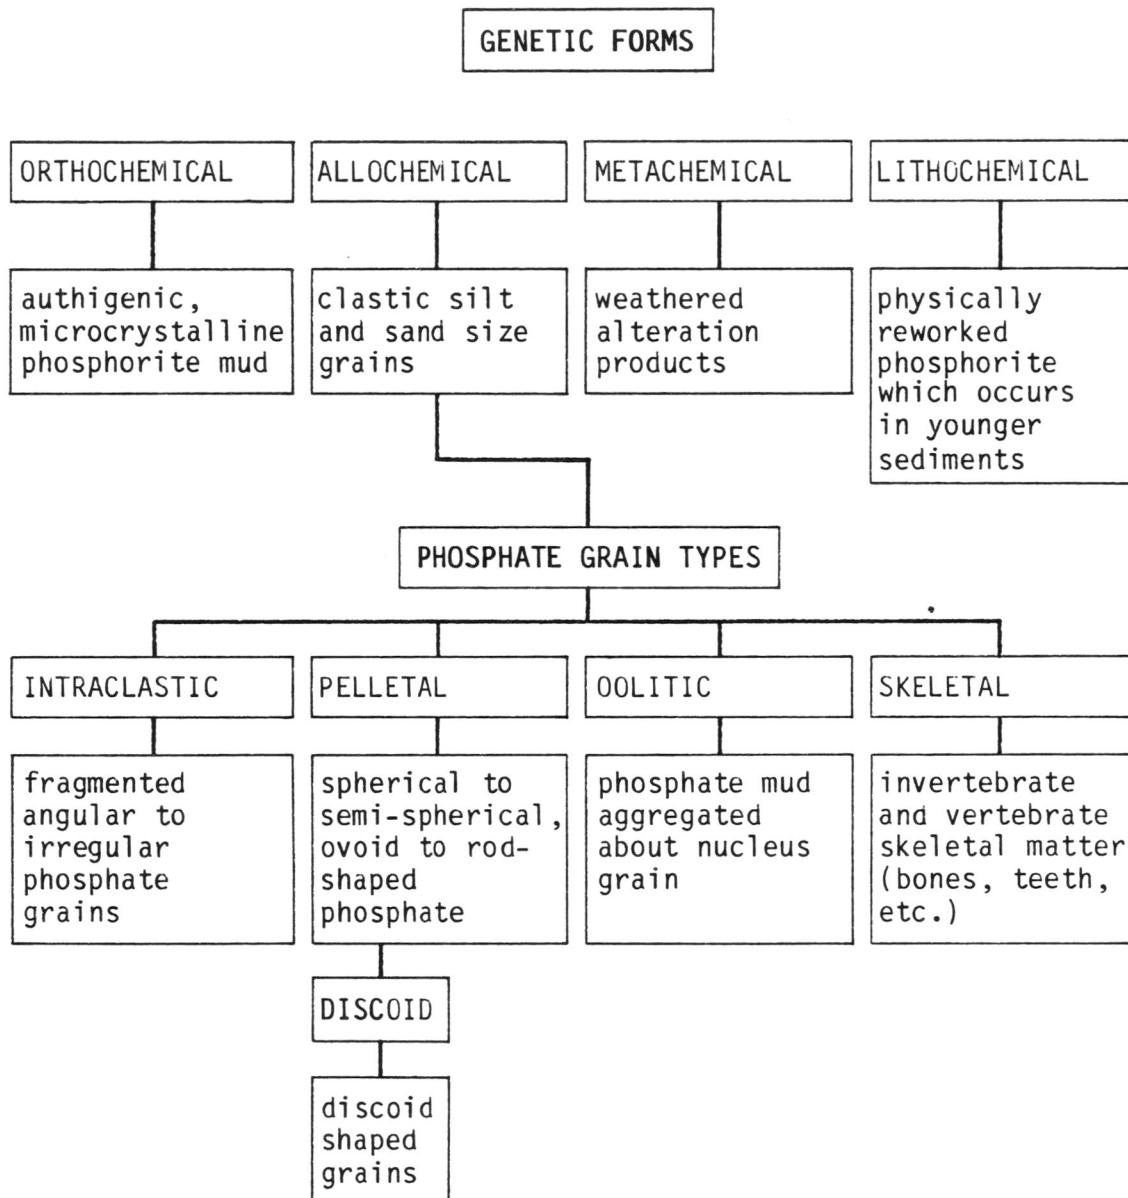 GENETIC FORMS
ORTHOCHEMICAL
ALLOCHEMICAL
METACHEMICAL
LITHOCHEMICAL
authigenic,
microcrystalline
phosphorite mud
clastic silt
and sand size
grains
weathered
alteration
products
physically
reworked
phosphorite
which occurs
in younger
sediments
PHOSPHATE GRAIN TYPES
INTRACLASTIC
PELLETAL
OOLITIC
SKELETAL
fragmented
angular to
irregular
phosphate
grains
spherical to
semi-spherical,
ovoid to rod-
shaped
phosphate
phosphate mud
aggregated
about nucleus
grain
invertebrate
and vertebrate
skeletal matter
(bones, teeth,
etc.)
DISCOID
discoid
shaped
grains